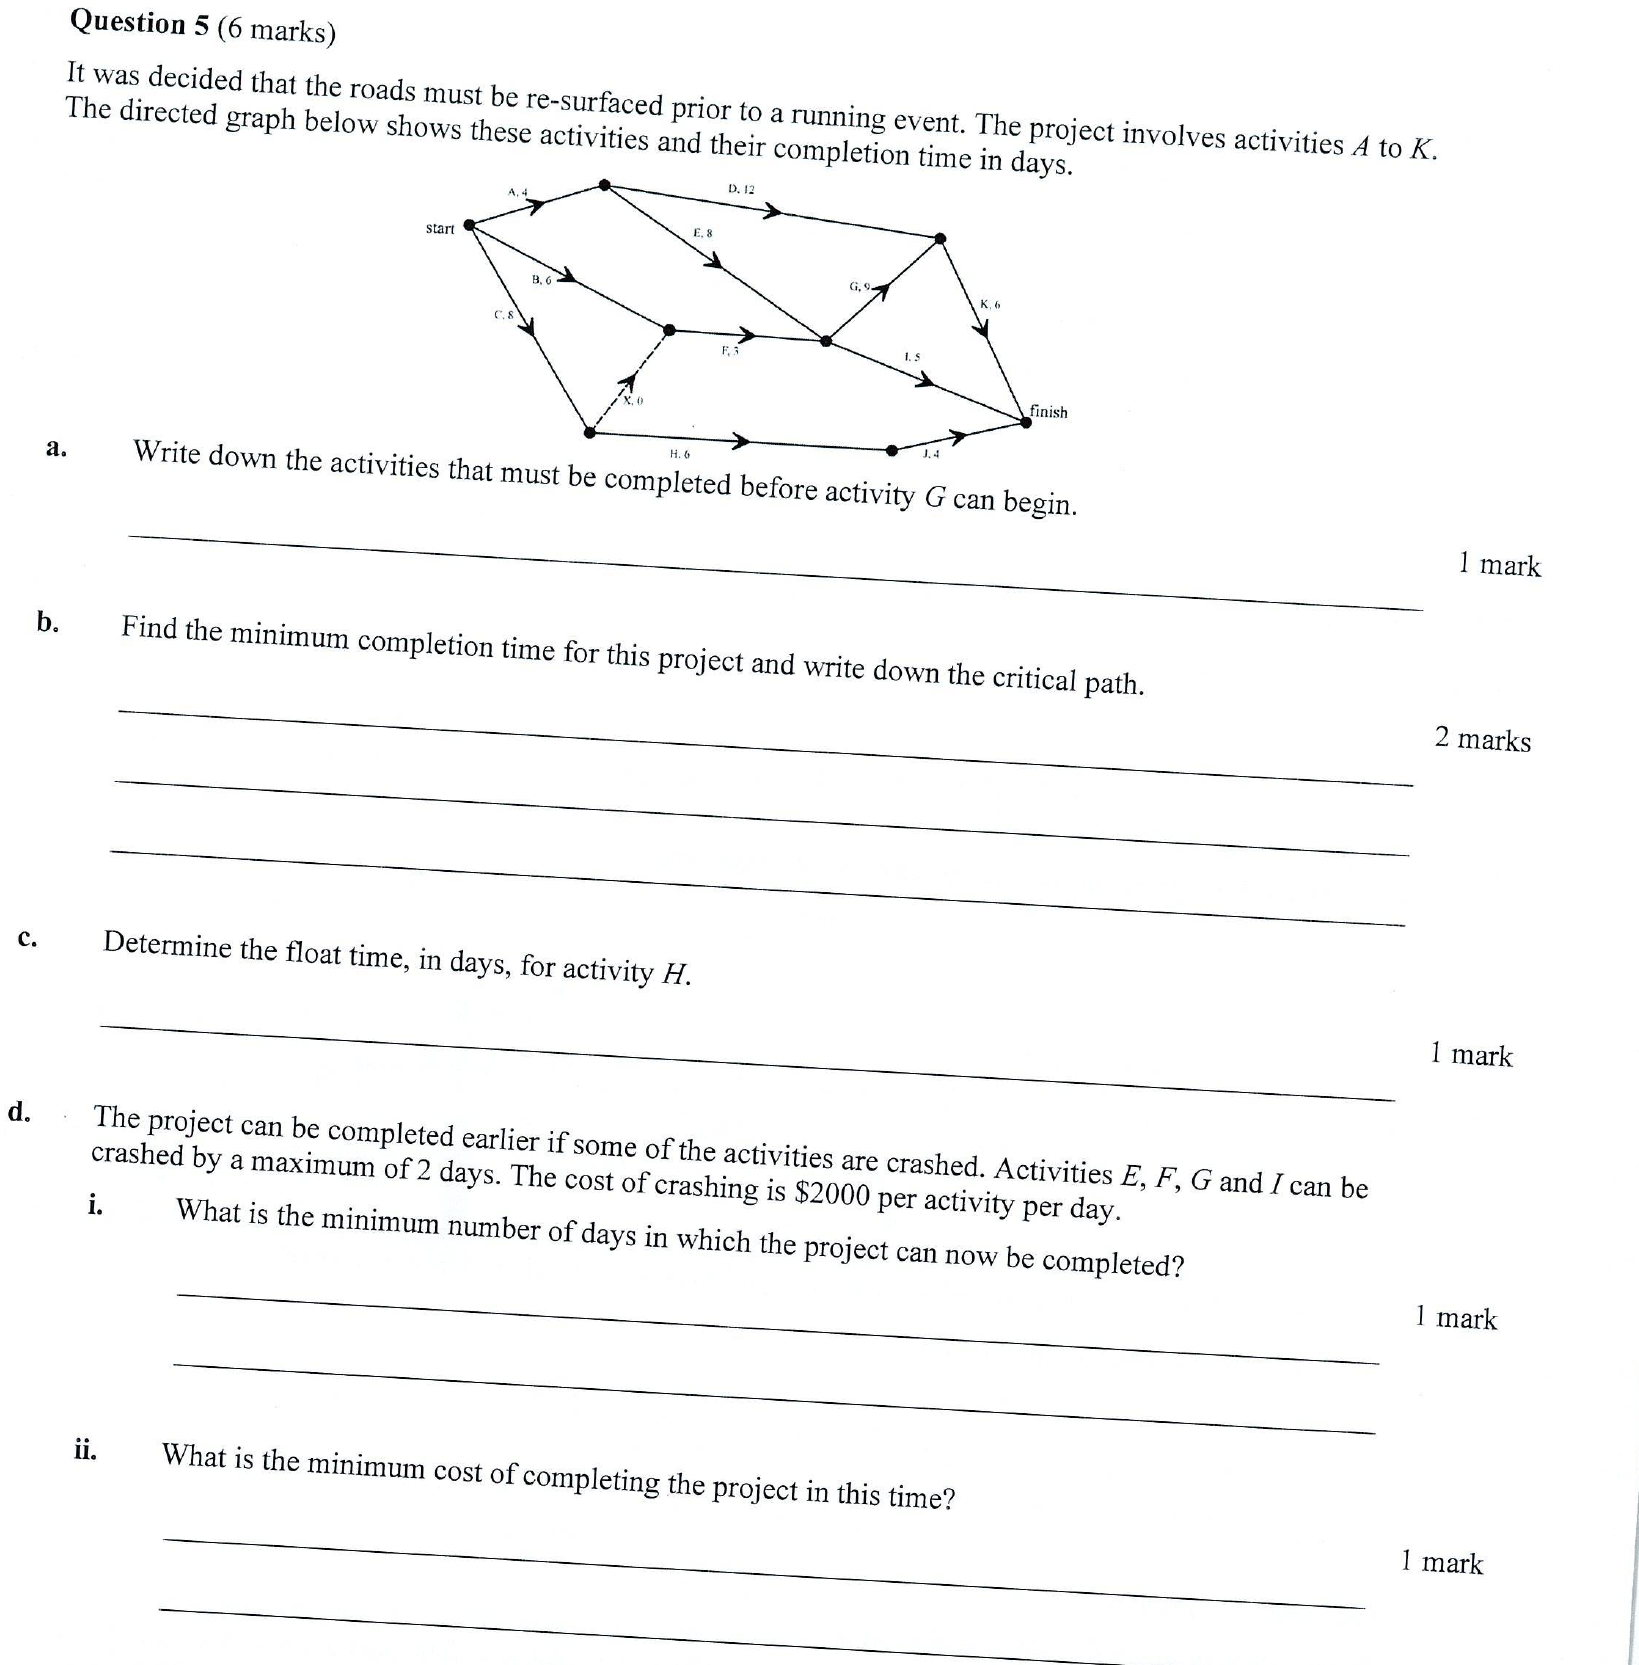 Question 5 (6 marks)
It was decided that the roads must be re-surfaced prior to a running event. The project involves activities A to K.
The directed graph below shows these activities and their completion time in days.
A, 4
D, 12
start
E, 8
B, 6
G, 9
K, 6
C, 8
F, 3
I, 5
X, 0
finish
H, 6
J, 4
a. Write down the activities that must be completed before activity G can begin.
1 mark
b. Find the minimum completion time for this project and write down the critical path.
2 marks
c. Determine the float time, in days, for activity H.
1 mark
d. The project can be completed earlier if some of the activities are crashed. Activities E, F, G and I can be
crashed by a maximum of 2 days. The cost of crashing is $2000 per activity per day.
i. What is the minimum number of days in which the project can now be completed?
1 mark
ii. What is the minimum cost of completing the project in this time?
1 mark